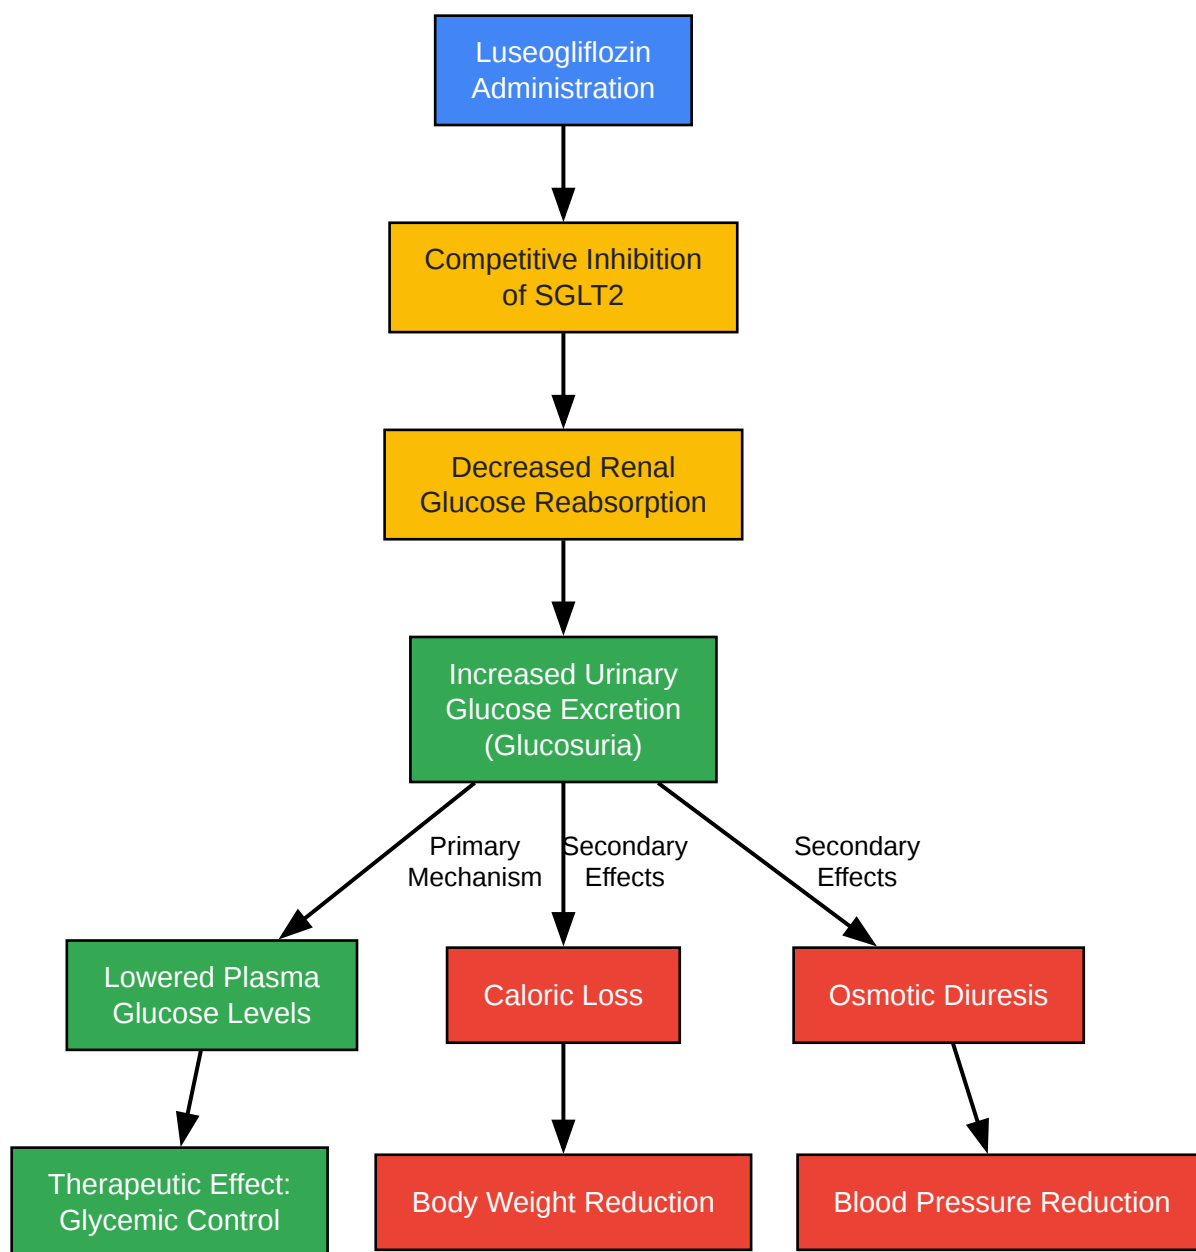 Luseogliflozin
Administration
Competitive Inhibition
of SGLT2
Decreased Renal
Glucose Reabsorption
Increased Urinary
Glucose Excretion
(Glucosuria)
Primary
Mechanism
Secondary
Effects
Secondary
Effects
Lowered Plasma
Glucose Levels
Caloric Loss
Osmotic Diuresis
Therapeutic Effect:
Glycemic Control
Body Weight Reduction
Blood Pressure Reduction